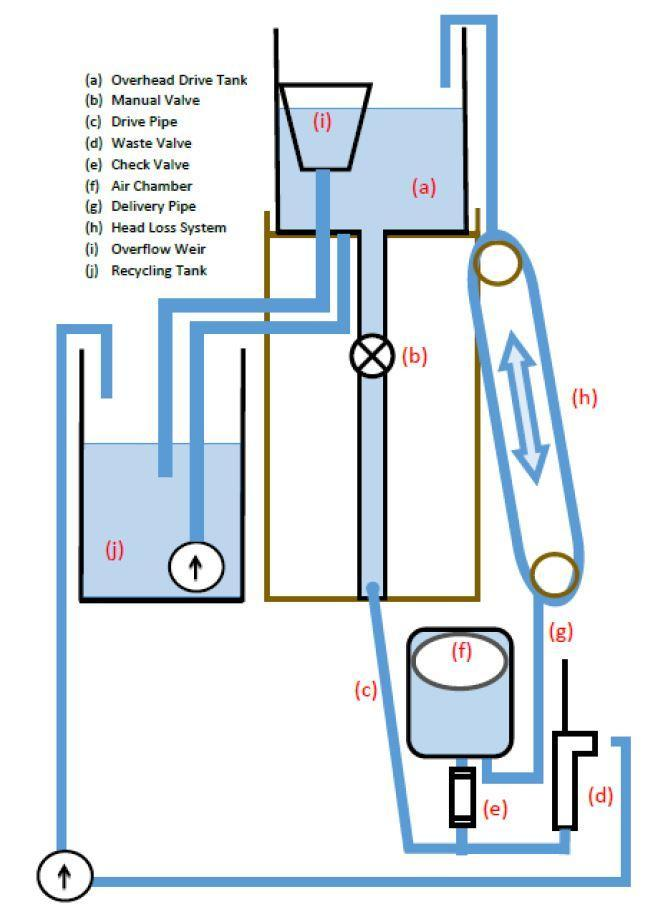 (a) Overhead Drive Tank
(b) Manual Valve
(c) Drive Pipe
(d) Waste Valve
(e) Check Valve
(f) Air Chamber
(g) Delivery Pipe
(h) Head Loss System
(i) Overflow Weir
(j) Recycling Tank
(i)
(a)
(b)
(h)
(j)
(g)
(f)
(c)
(d)
(e)